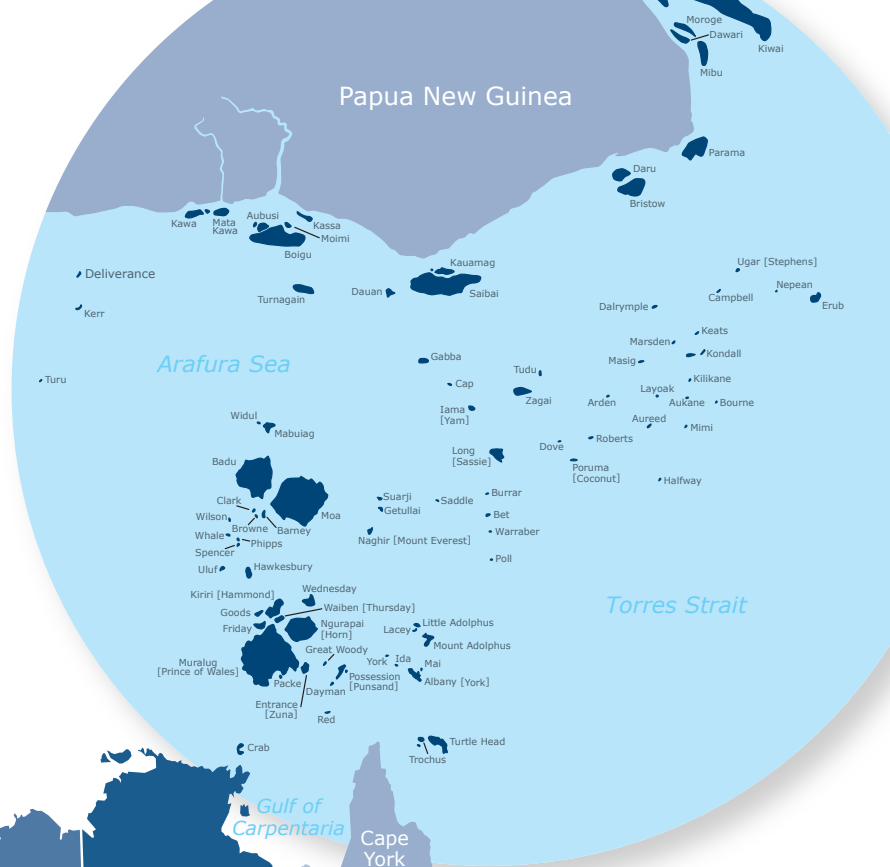 Moroge
Dawari
Kiwai
Mibu
Papua New Guinea
Parama
Daru
Bristow
Kawa
Mata
Kawa
Aubusi
Kassa
Moimi
Boigu
Ugar [Stephens]
Kauamag
Deliverance
Nepean
Turnagain
Dauan
Saibai
Campbell
Erub
Dalrymple
Kerr
Keats
Marsden
Kondall
Arafura Sea
Gabba
Masig
Tudu
Turu
Cap
Kilikane
Layoak
Zagai
Arden
Aukane
Bourne
Iama
[Yam]
Widul
Aureed
Mimi
Mabuiag
Roberts
Dove
Long
[Sassie]
Badu
Poruma
[Coconut]
Halfway
Burrar
Suarji
Saddle
Clark
Getullai
Moa
Wilson
Bet
Browne
Barney
Warraber
Whale
Naghir [Mount Everest]
Phipps
Spencer
Poll
Uluf
Hawkesbury
Wednesday
Kiriri [Hammond]
Waiben [Thursday]
Torres Strait
Goods
Ngurapai
[Horn]
Little Adolphus
Friday
Lacey
Mount Adolphus
Great Woody
York
Ida
Mai
Muralug
[Prince of Wales]
Possession
[Punsand]
Packe
Dayman
Albany [York]
Entrance
[Zuna]
Red
Crab
Turtle Head
Trochus
Gulf of
Carpentaria
Cape
York